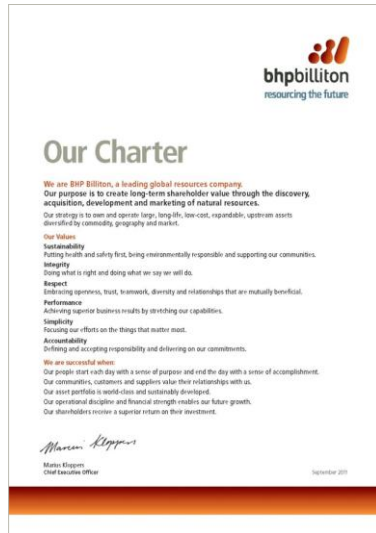 bhpbilliton
resourcing the future
Our Charter
We are BHP Billiton, a leading global resources company.
Our purpose is to create long-term shareholder value through the discovery,
acquisition, development and marketing of natural resources.
Our strategy is to own and operate large, long-life, low-cost, expandable, upstream assets
diversified by commodity, geography and market.
Our Values
Sustainability
Putting health and safety first, being environmentally responsible and supporting our communities.
Integrity
Doing what is right and doing what we say we will do.
Respect
Embracing openness, trust, teamwork, diversity and relationships that are mutually beneficial.
Performance
Achieving superior business results by stretching our capabilities.
Simplicity
Focusing our efforts on the things that matter most.
Accountability
Defining and accepting responsibility and delivering on our commitments.
We are successful when:
Our people start each day with a sense of purpose and end the day with a sense of accomplishment.
Our communities, customers and suppliers value their relationships with us.
Our asset portfolio is world-class and sustainably developed.
Our operational discipline and financial strength enables our future growth.
Our shareholders receive a superior return on their investment.
Marius Kloppers
Marius Kloppers
Chief Executive Officer
September 2011